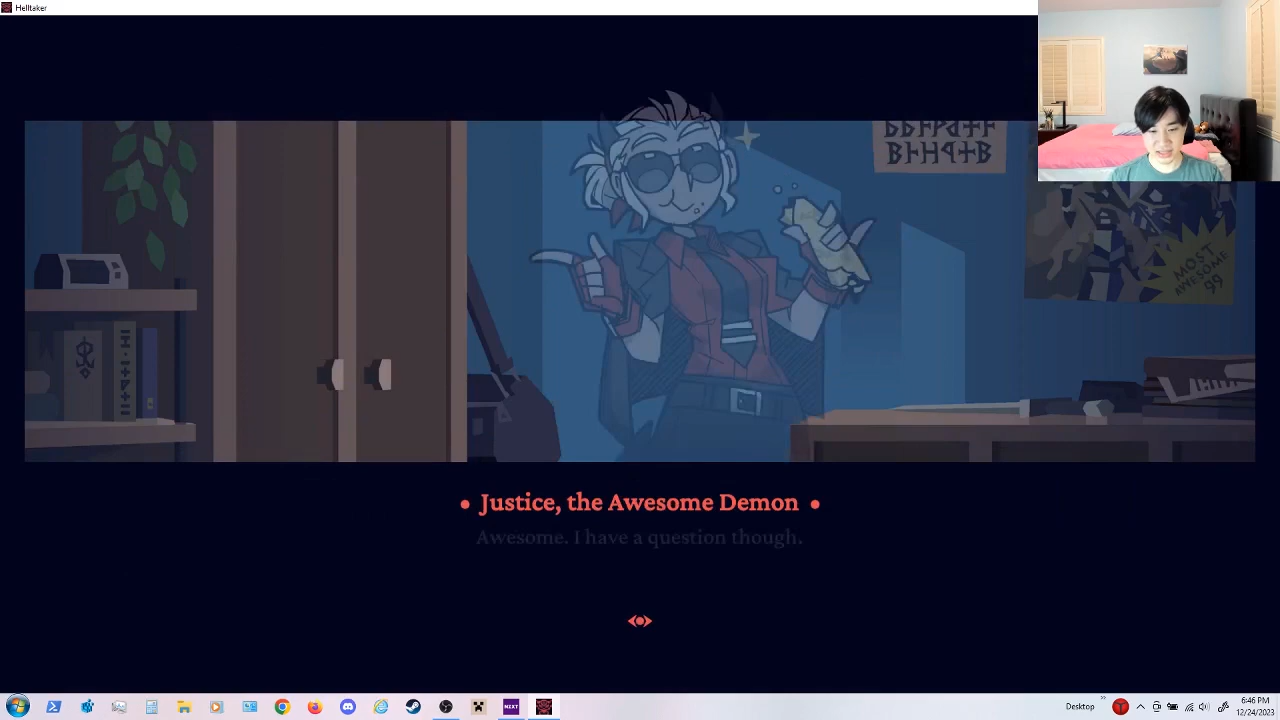 Helltaker
MOST
AWESOME
99
• Justice, the Awesome Demon •
Awesome. I have a question though.
NEXT
Desktop
6:46 PM
12/24/2023